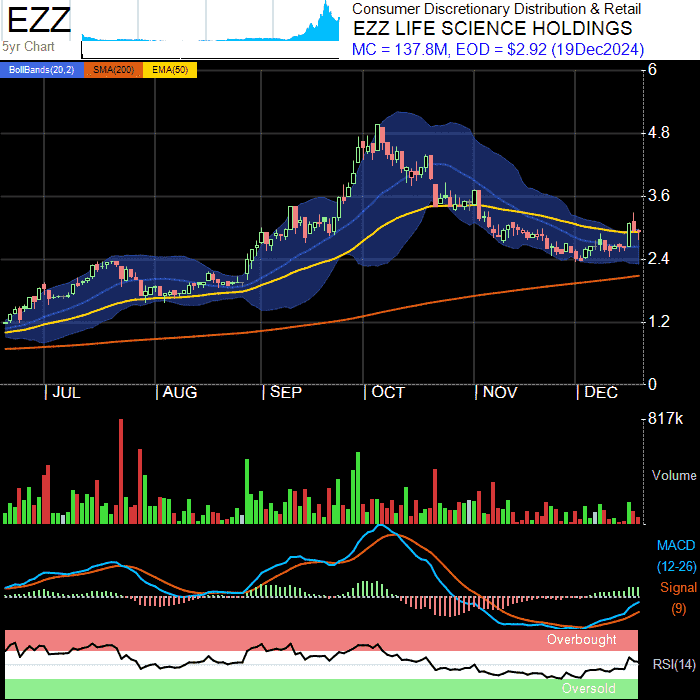 EZZ
5yr Chart
Consumer Discretionary Distribution & Retail
EZZ LIFE SCIENCE HOLDINGS
MC = 137.8M, EOD = $2.92 (19Dec2024)
BollBands(20,2) SMA(200) EMA(50)
6
4.8
3.6
2.4
1.2
0
JUL AUG SEP OCT NOV DEC
817k
Volume
MACD
(12-26)
Signal
(9)
Overbought
RSI(14)
Oversold